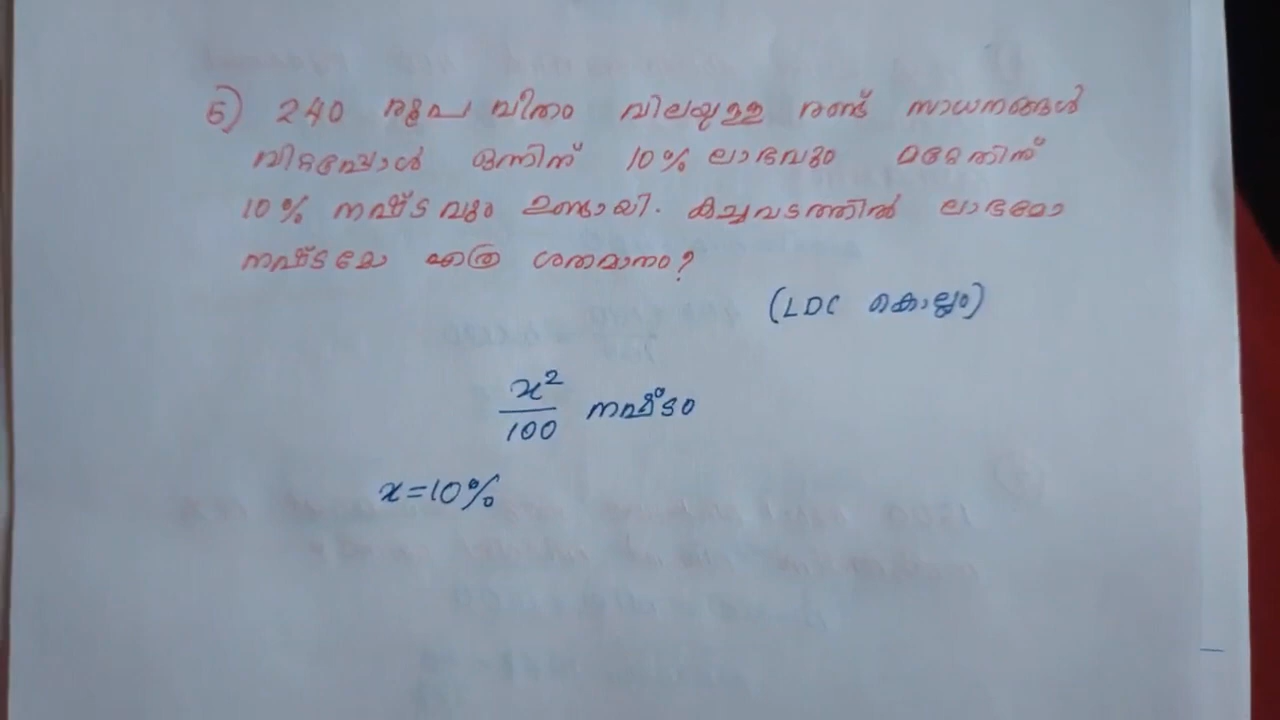 5) 240 രൂപ വീതം വിലയുള്ള രണ്ട് സാധനങ്ങൾ
വിറ്റപ്പോൾ ഒന്നിന് 10% ലാഭവും മറ്റേതിന്
10% നഷ്ടവും ഉണ്ടായി. കച്ചവടത്തിൽ ലാഭമോ
നഷ്ടമോ എത്ര ശതമാനം?
(LDC കൊല്ലം)
x²/100 നഷ്ടം
x=10%